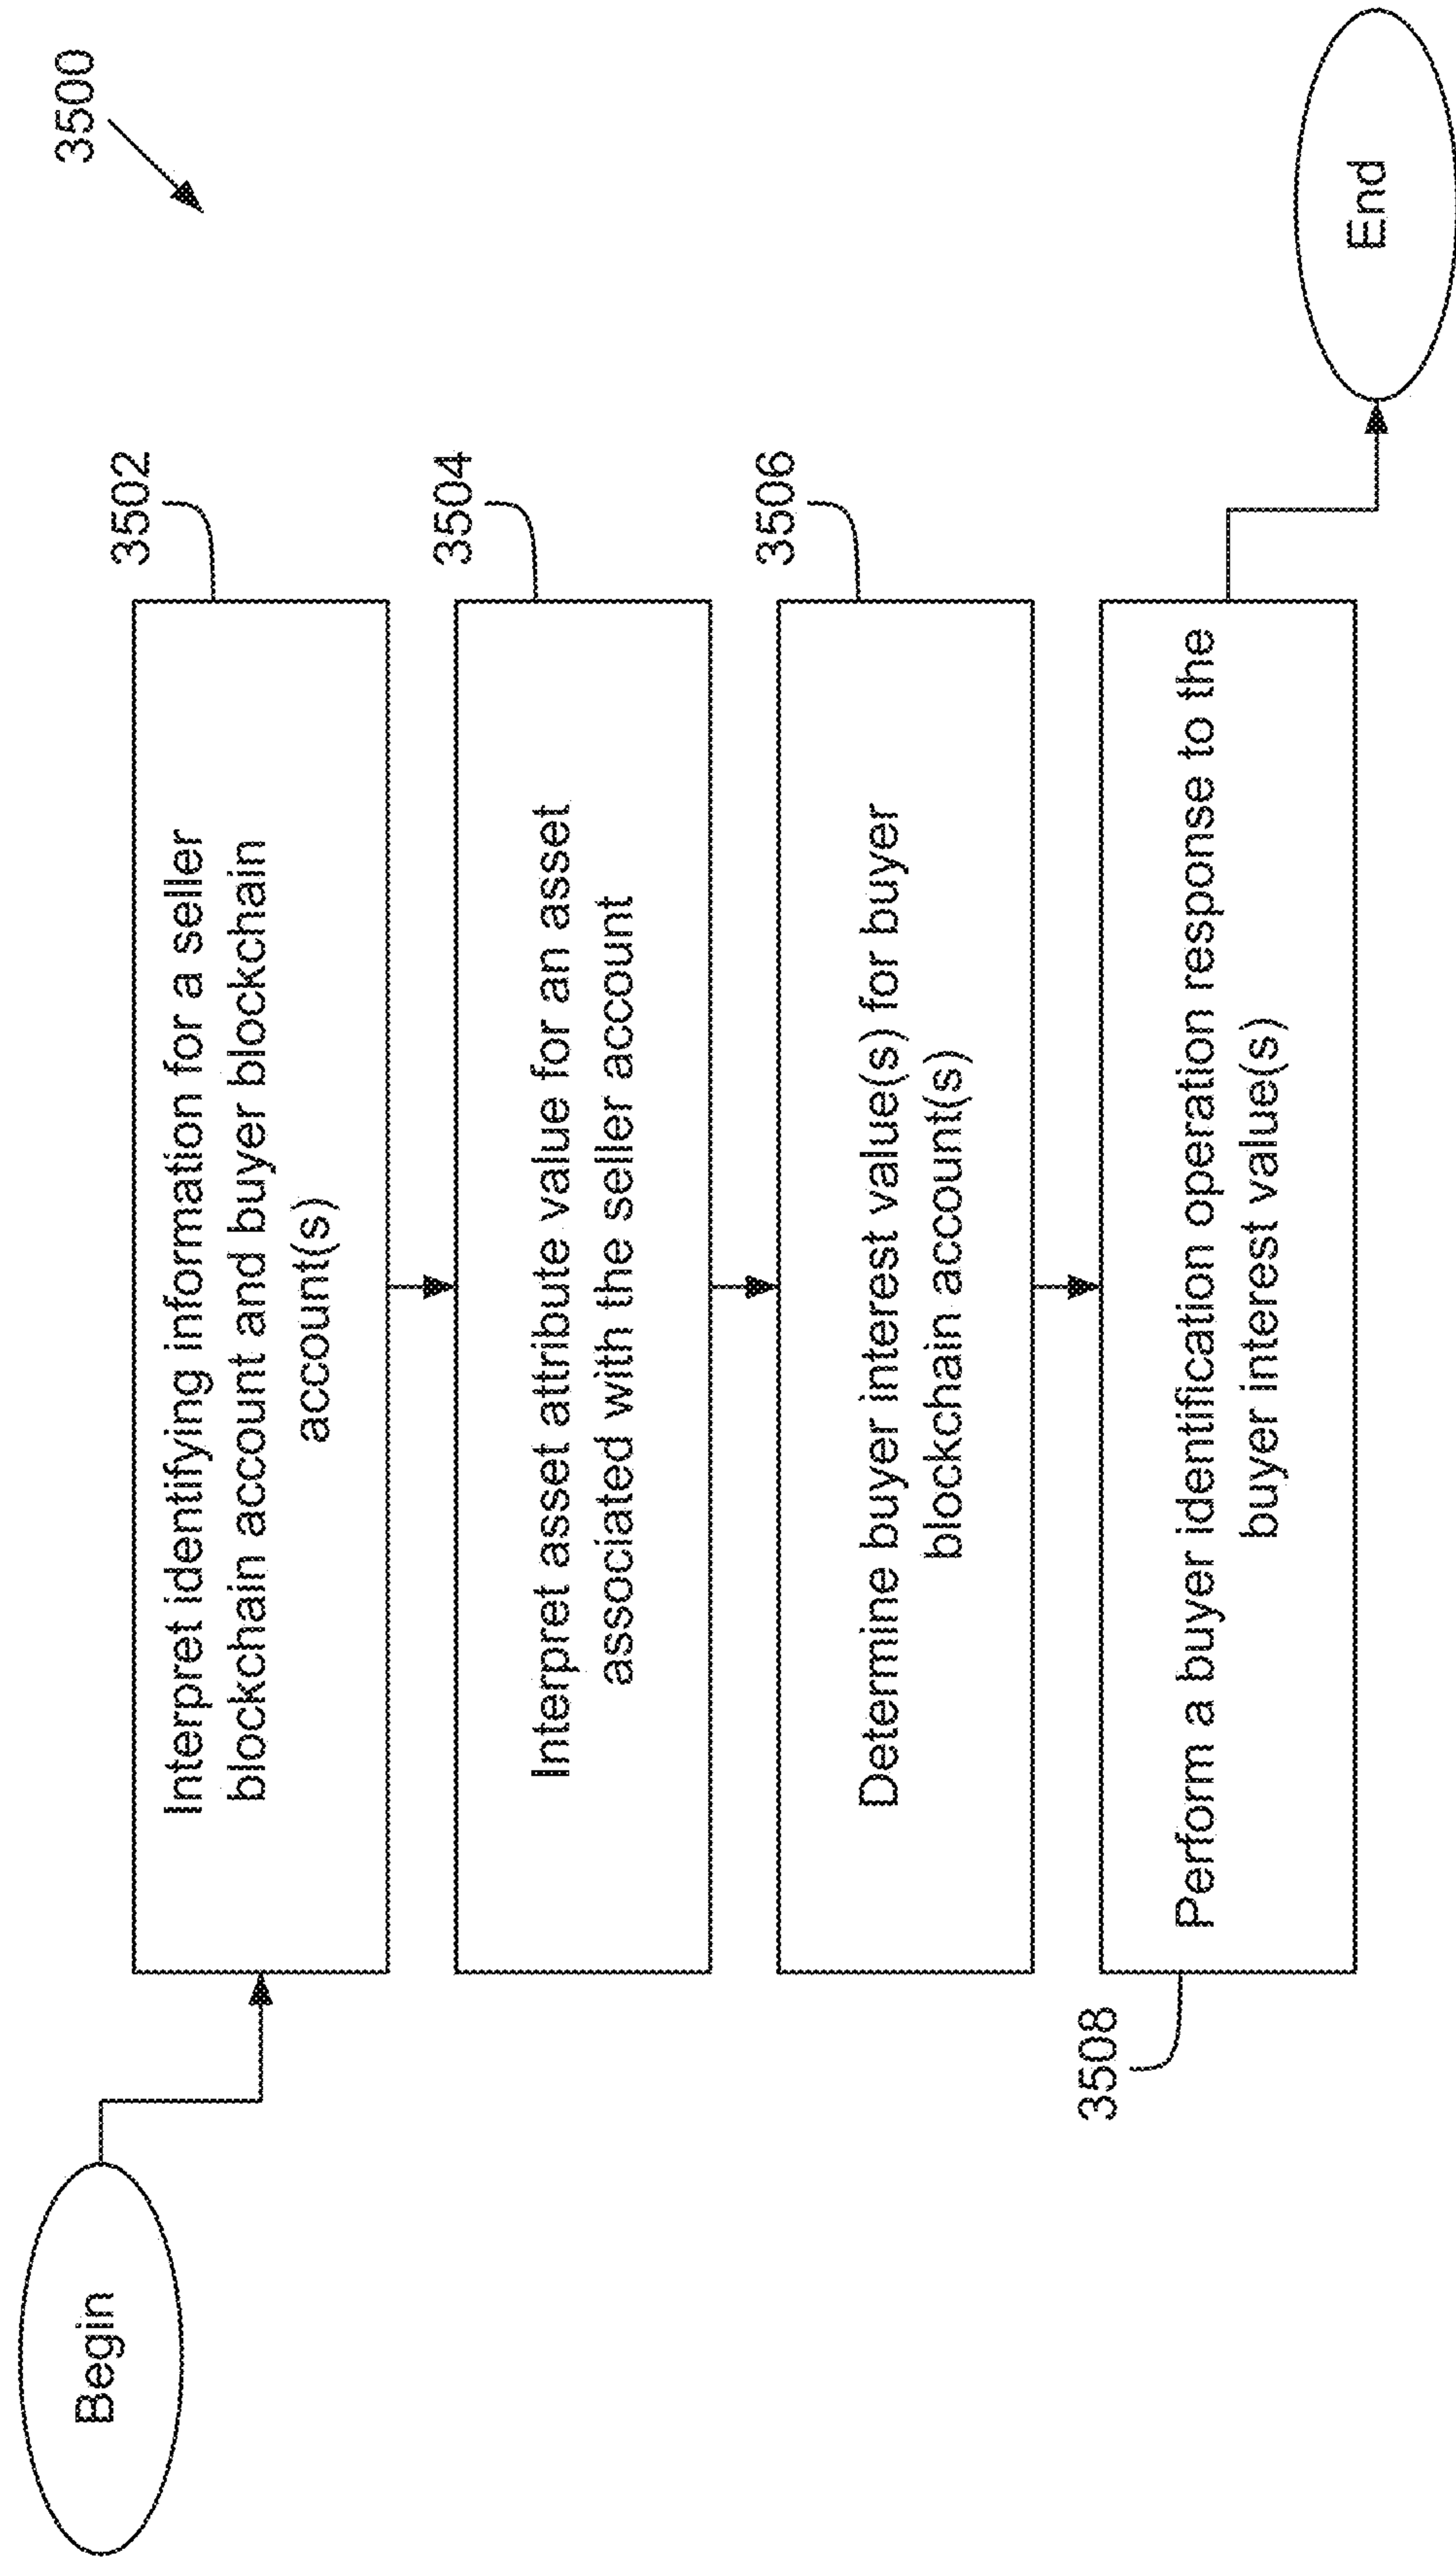 3500
Begin
3502
Interpret identifying information for a seller
blockchain account and buyer blockchain
account(s)
3504
Interpret asset attribute value for an asset
associated with the seller account
3506
Determine buyer interest value(s) for buyer
blockchain account(s)
3508
Perform a buyer identification operation response to the
buyer interest value(s)
End